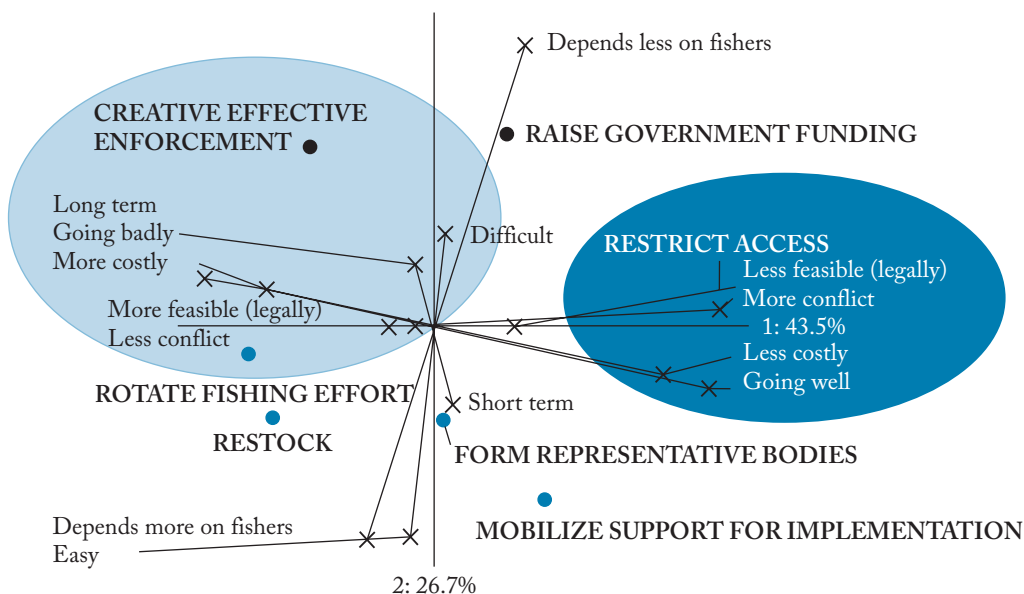 Depends less on fishers
CREATIVE EFFECTIVE
ENFORCEMENT
RAISE GOVERNMENT FUNDING
Long term
Going badly
More costly
Difficult
RESTRICT ACCESS
Less feasible (legally)
More conflict
1: 43.5%
More feasible (legally)
Less conflict
Less costly
Going well
ROTATE FISHING EFFORT
Short term
RESTOCK
FORM REPRESENTATIVE BODIES
Depends more on fishers
Easy
MOBILIZE SUPPORT FOR IMPLEMENTATION
2: 26.7%